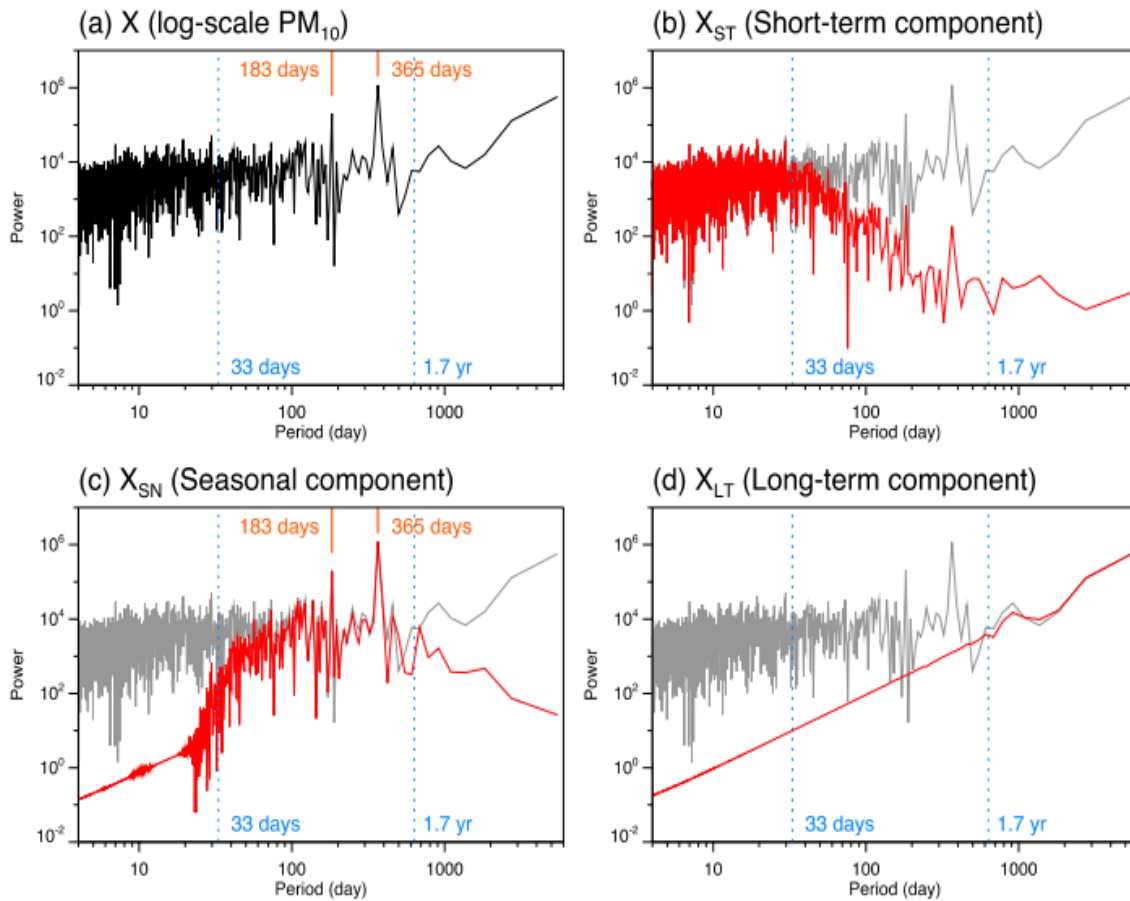 (a) X (log-scale PM10)
183 days
365 days
10^6
10^4
10^2
10^0
10^-2
Power
33 days
1.7 yr
10
100
1000
Period (day)
(b) XST (Short-term component)
10^6
10^4
10^2
10^0
10^-2
Power
33 days
1.7 yr
10
100
1000
Period (day)
(c) XSN (Seasonal component)
183 days
365 days
10^6
10^4
10^2
10^0
10^-2
Power
33 days
1.7 yr
10
100
1000
Period (day)
(d) XLT (Long-term component)
10^6
10^4
10^2
10^0
10^-2
Power
33 days
1.7 yr
10
100
1000
Period (day)